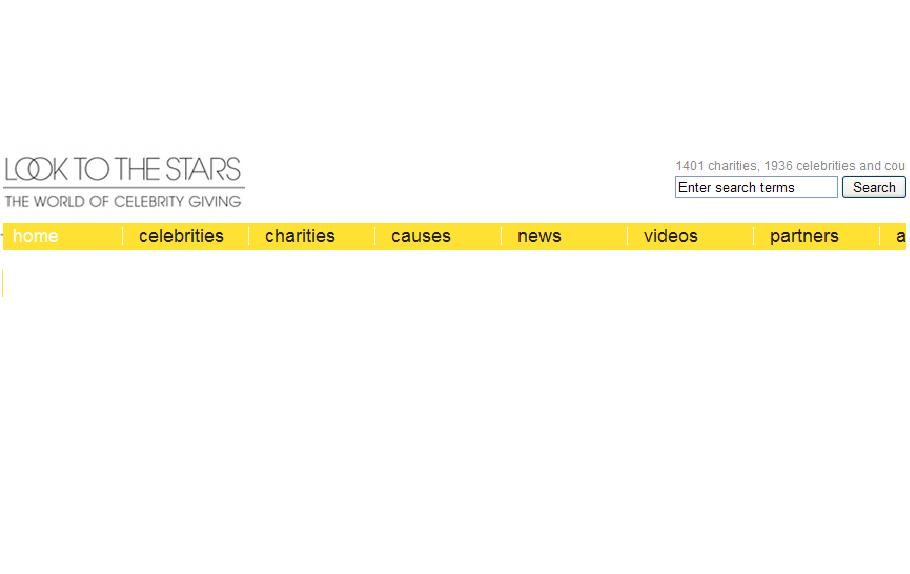 LOOK TO THE STARS
THE WORLD OF CELEBRITY GIVING
1401 charities, 1936 celebrities and cou
Enter search terms Search
home celebrities charities causes news videos partners a